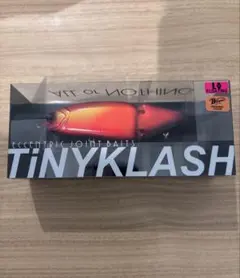 ALL or NOTHING
ECCENTRIC JOINT BAITS
TiNYKLASH